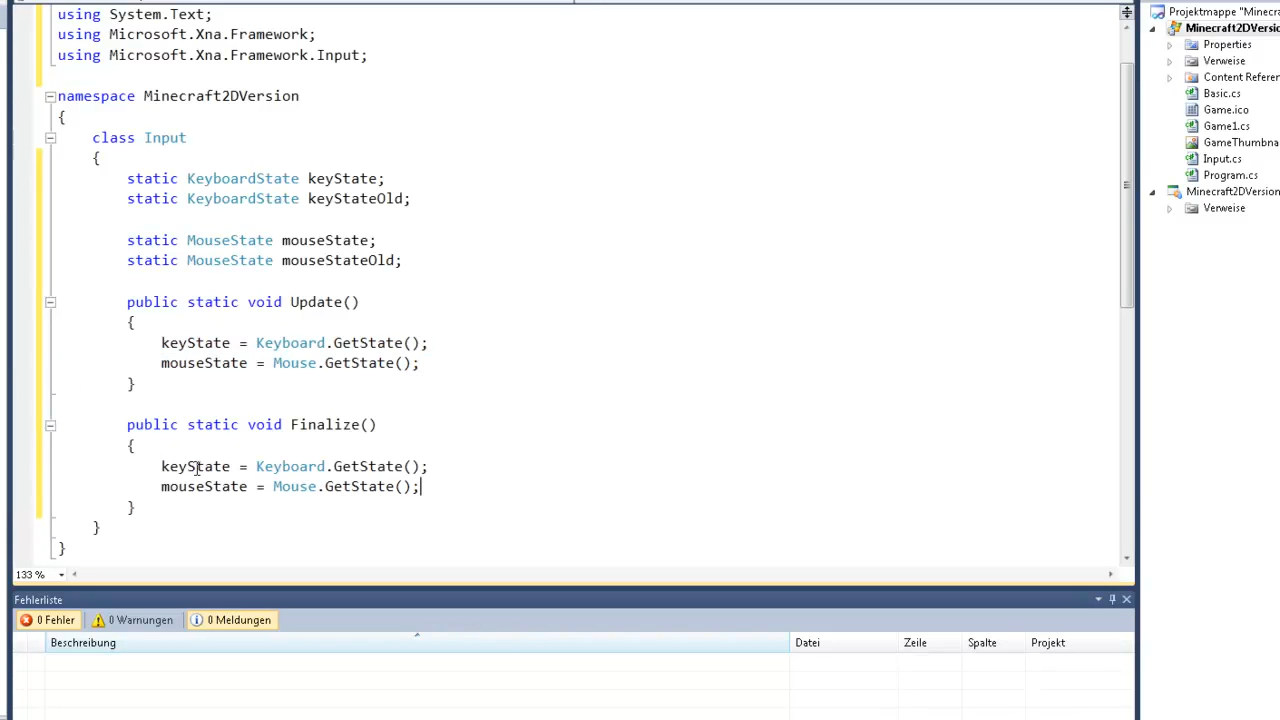 using System.Text;
using Microsoft.Xna.Framework;
using Microsoft.Xna.Framework.Input;
namespace Minecraft2DVersion
{
class Input
{
static KeyboardState keyState;
static KeyboardState keyStateOld;
static MouseState mouseState;
static MouseState mouseStateOld;
public static void Update()
{
keyState = Keyboard.GetState();
mouseState = Mouse.GetState();
}
public static void Finalize()
{
keyState = Keyboard.GetState();
mouseState = Mouse.GetState();
}
}
}
133 %
Fehlerliste
0 Fehler 0 Warnungen 0 Meldungen
Beschreibung Datei Zeile Spalte Projekt
Projektmappe "Minecra
Minecraft2DVersio
Properties
Verweise
Content Referen
Basic.cs
Game.ico
Game1.cs
GameThumbna
Input.cs
Program.cs
Minecraft2DVersion
Verweise